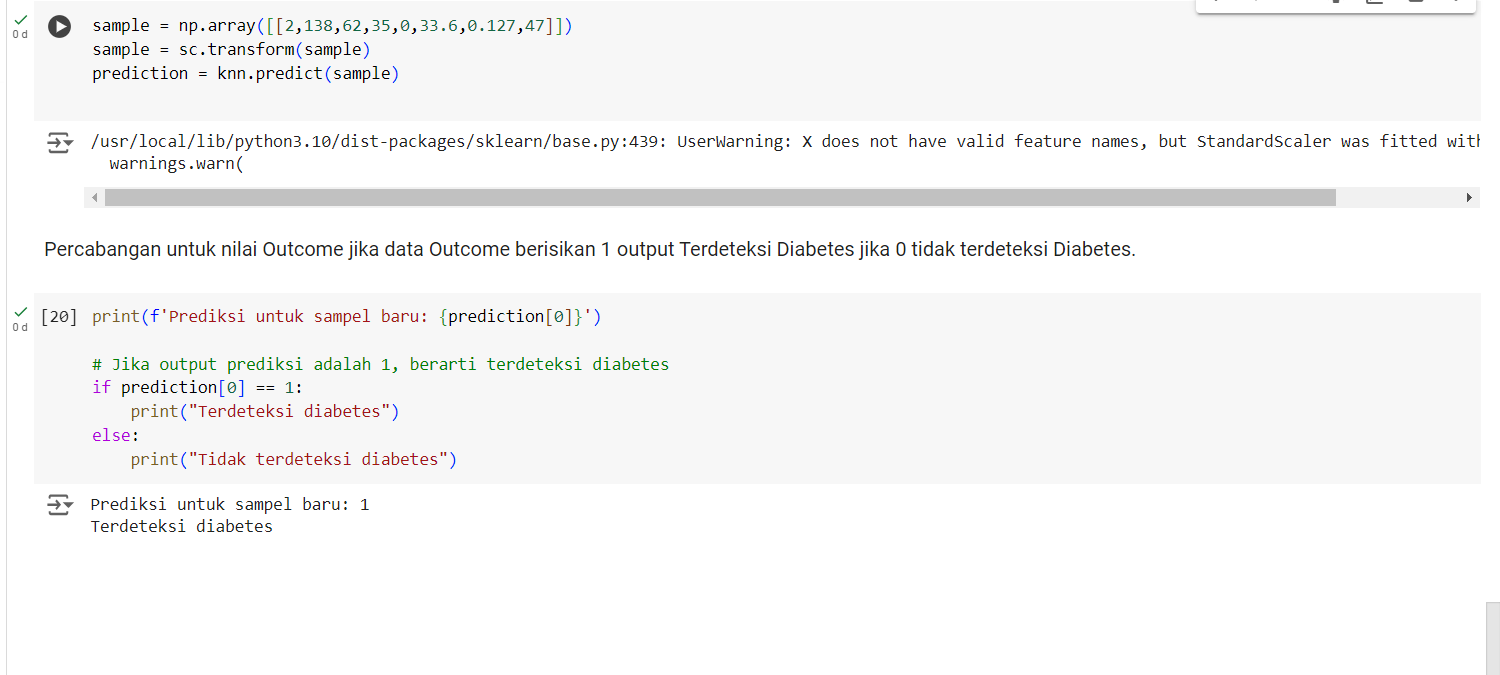 0 d
sample = np.array([[2,138,62,35,0,33.6,0.127,47]])
sample = sc.transform(sample)
prediction = knn.predict(sample)
/usr/local/lib/python3.10/dist-packages/sklearn/base.py:439: UserWarning: X does not have valid feature names, but StandardScaler was fitted with
warnings.warn(
Percabangan untuk nilai Outcome jika data Outcome berisikan 1 output Terdeteksi Diabetes jika 0 tidak terdeteksi Diabetes.
0 d
[20] print(f'Prediksi untuk sampel baru: {prediction[0]}')
# Jika output prediksi adalah 1, berarti terdeteksi diabetes
if prediction[0] == 1:
    print("Terdeteksi diabetes")
else:
    print("Tidak terdeteksi diabetes")
Prediksi untuk sampel baru: 1
Terdeteksi diabetes